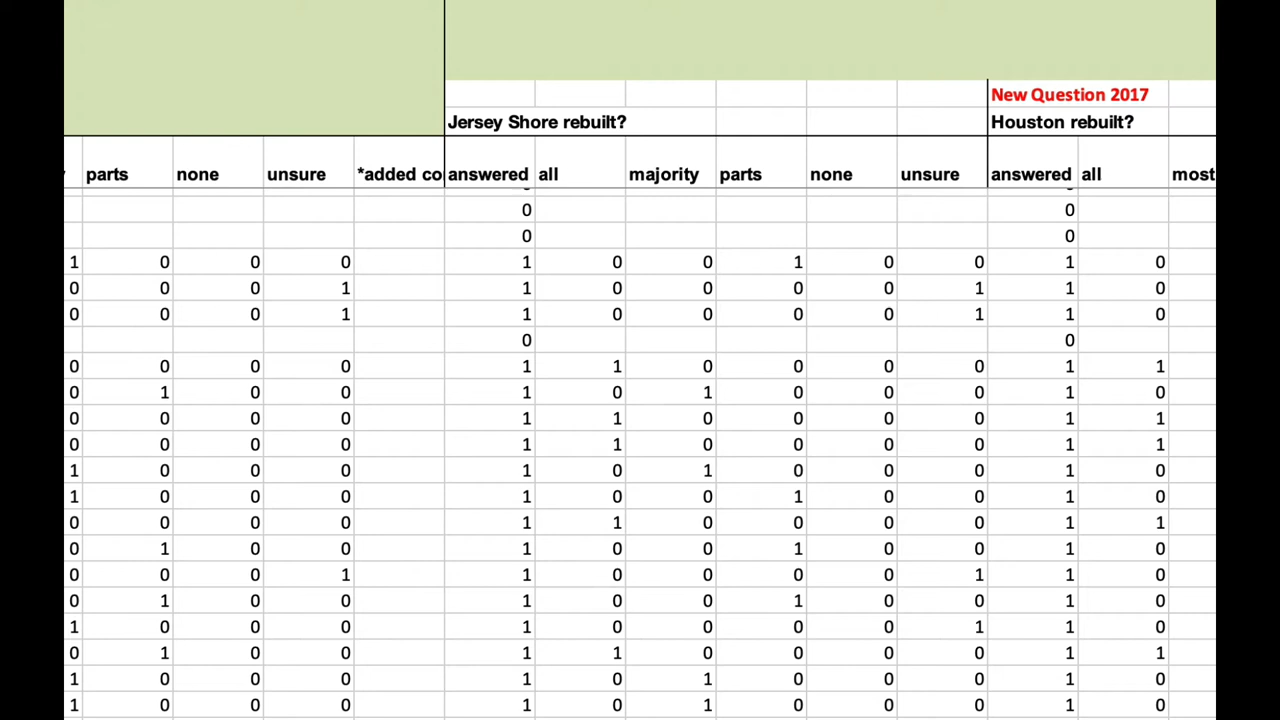 New Question 2017
Jersey Shore rebuilt? Houston rebuilt?
parts none unsure *added co answered all majority parts none unsure answered all most
0 0
0 0
1 0 0 0 1 0 0 1 0 0 1 0
0 0 0 1 1 0 0 0 0 1 1 0
0 0 0 1 1 0 0 0 0 1 1 0
0 0
0 0 0 0 1 1 0 0 0 0 1 1
0 1 0 0 1 0 1 0 0 0 1 0
0 0 0 0 1 1 0 0 0 0 1 1
0 0 0 0 1 1 0 0 0 0 1 1
1 0 0 0 1 0 1 0 0 0 1 0
1 0 0 0 1 0 0 1 0 0 1 0
0 0 0 0 1 1 0 0 0 0 1 1
0 1 0 0 1 0 0 1 0 0 1 0
0 0 0 1 1 0 0 0 0 1 1 0
0 1 0 0 1 0 0 1 0 0 1 0
1 0 0 0 1 0 0 0 0 1 1 0
0 1 0 0 1 1 0 0 0 0 1 1
1 0 0 0 1 0 1 0 0 0 1 0
1 0 0 0 1 0 1 0 0 0 1 0